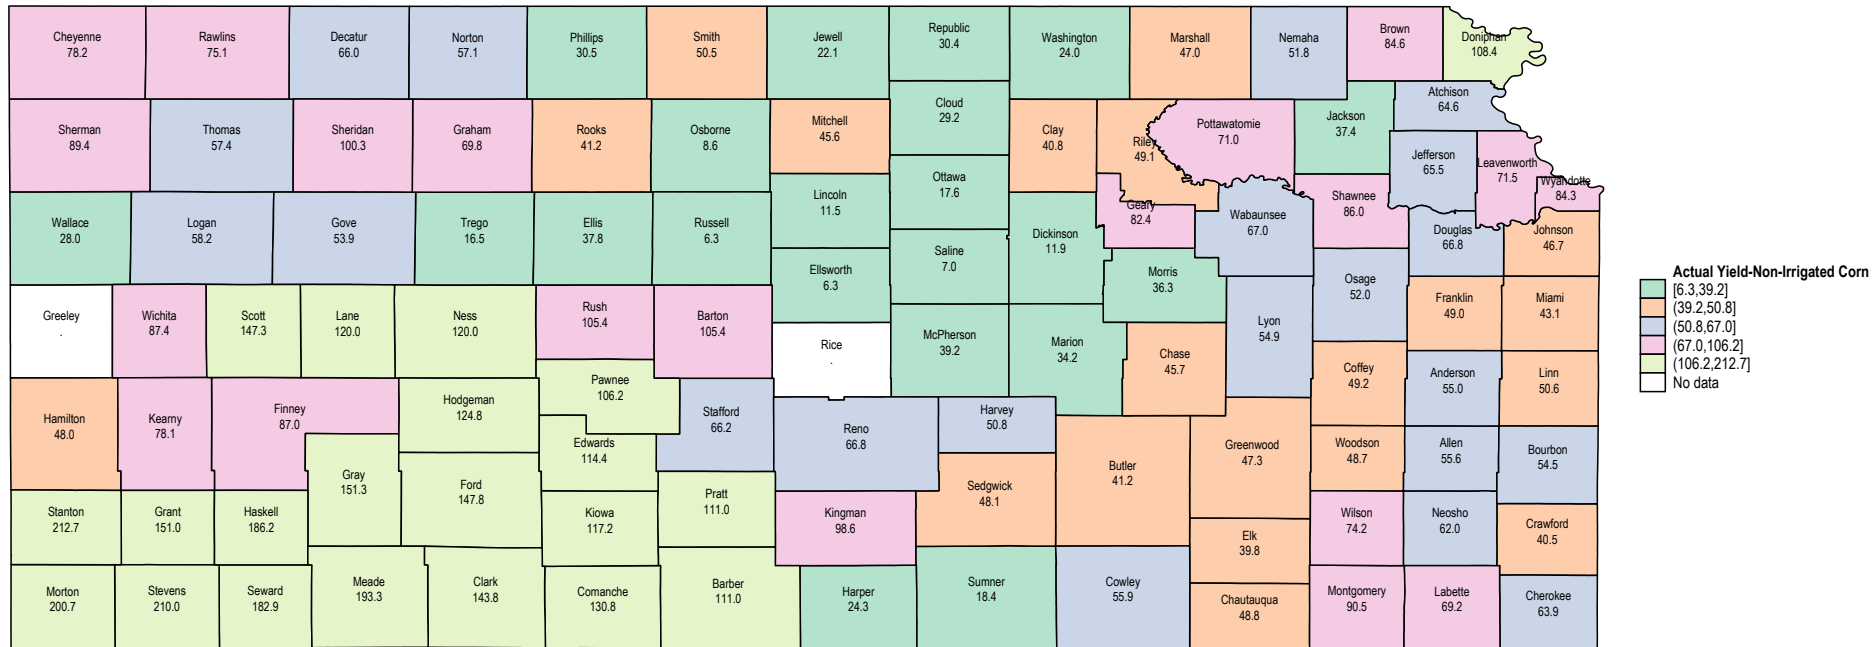 Cheyenne
78.2
Rawlins
75.1
Decatur
66.0
Norton
57.1
Phillips
30.5
Smith
50.5
Jewell
22.1
Republic
30.4
Washington
24.0
Marshall
47.0
Nemaha
51.8
Brown
84.6
Doniphan
108.4
Sherman
89.4
Thomas
57.4
Sheridan
100.3
Graham
69.8
Rooks
41.2
Osborne
8.6
Mitchell
45.6
Cloud
29.2
Clay
40.8
Riley
49.1
Pottawatomie
71.0
Jackson
37.4
Atchison
64.6
Jefferson
65.5
Leavenworth
71.5
Wyandotte
84.3
Wallace
28.0
Logan
58.2
Gove
53.9
Trego
16.5
Ellis
37.8
Russell
6.3
Lincoln
11.5
Ottawa
17.6
Saline
7.0
Dickinson
11.9
Geary
82.4
Wabaunsee
67.0
Shawnee
86.0
Douglas
66.8
Johnson
46.7
Ellsworth
6.3
Morris
36.3
Osage
52.0
Franklin
49.0
Miami
43.1
Greeley
.
Wichita
87.4
Scott
147.3
Lane
120.0
Ness
120.0
Rush
105.4
Barton
105.4
Rice
.
McPherson
39.2
Marion
34.2
Chase
45.7
Lyon
54.9
Coffey
49.2
Anderson
55.0
Linn
50.6
Hamilton
48.0
Kearny
78.1
Finney
87.0
Hodgeman
124.8
Pawnee
106.2
Stafford
66.2
Reno
66.8
Harvey
50.8
Edwards
114.4
Gray
151.3
Ford
147.8
Pratt
111.0
Sedgwick
48.1
Butler
41.2
Greenwood
47.3
Woodson
48.7
Allen
55.6
Bourbon
54.5
Stanton
212.7
Grant
151.0
Haskell
186.2
Kiowa
117.2
Kingman
98.6
Elk
39.8
Wilson
74.2
Neosho
62.0
Crawford
40.5
Morton
200.7
Stevens
210.0
Seward
182.9
Meade
193.3
Clark
143.8
Comanche
130.8
Barber
111.0
Harper
24.3
Sumner
18.4
Cowley
55.9
Chautauqua
48.8
Montgomery
90.5
Labette
69.2
Cherokee
63.9
Actual Yield-Non-Irrigated Corn
[6.3,39.2]
(39.2,50.8]
(50.8,67.0]
(67.0,106.2]
(106.2,212.7]
No data